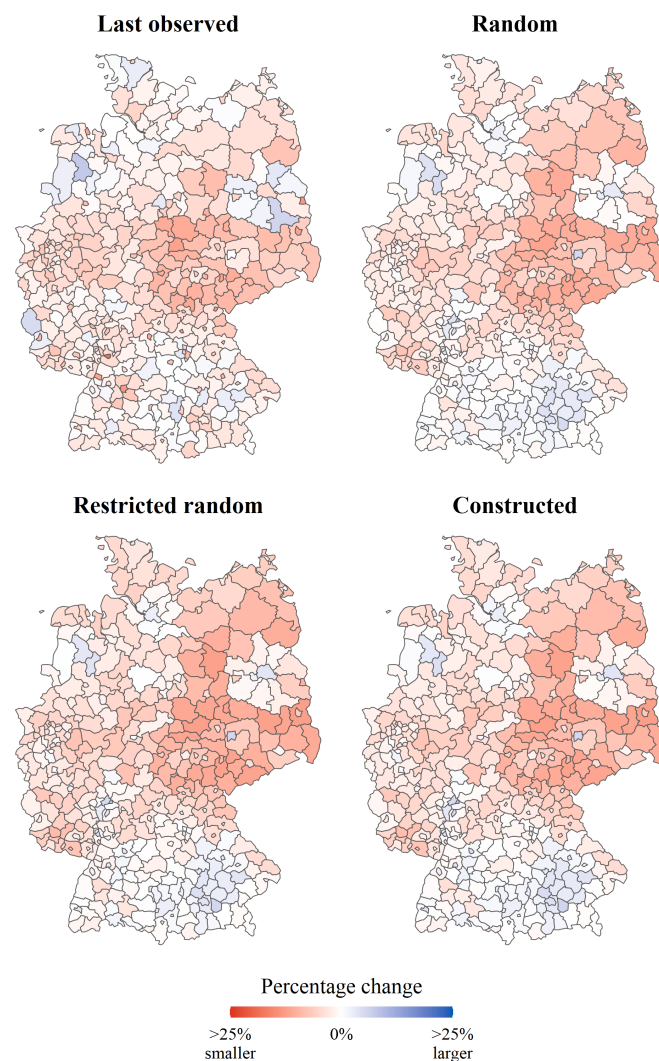 Last observed
Random
Restricted random
Constructed
Percentage change
>25% 0% >25%
smaller larger